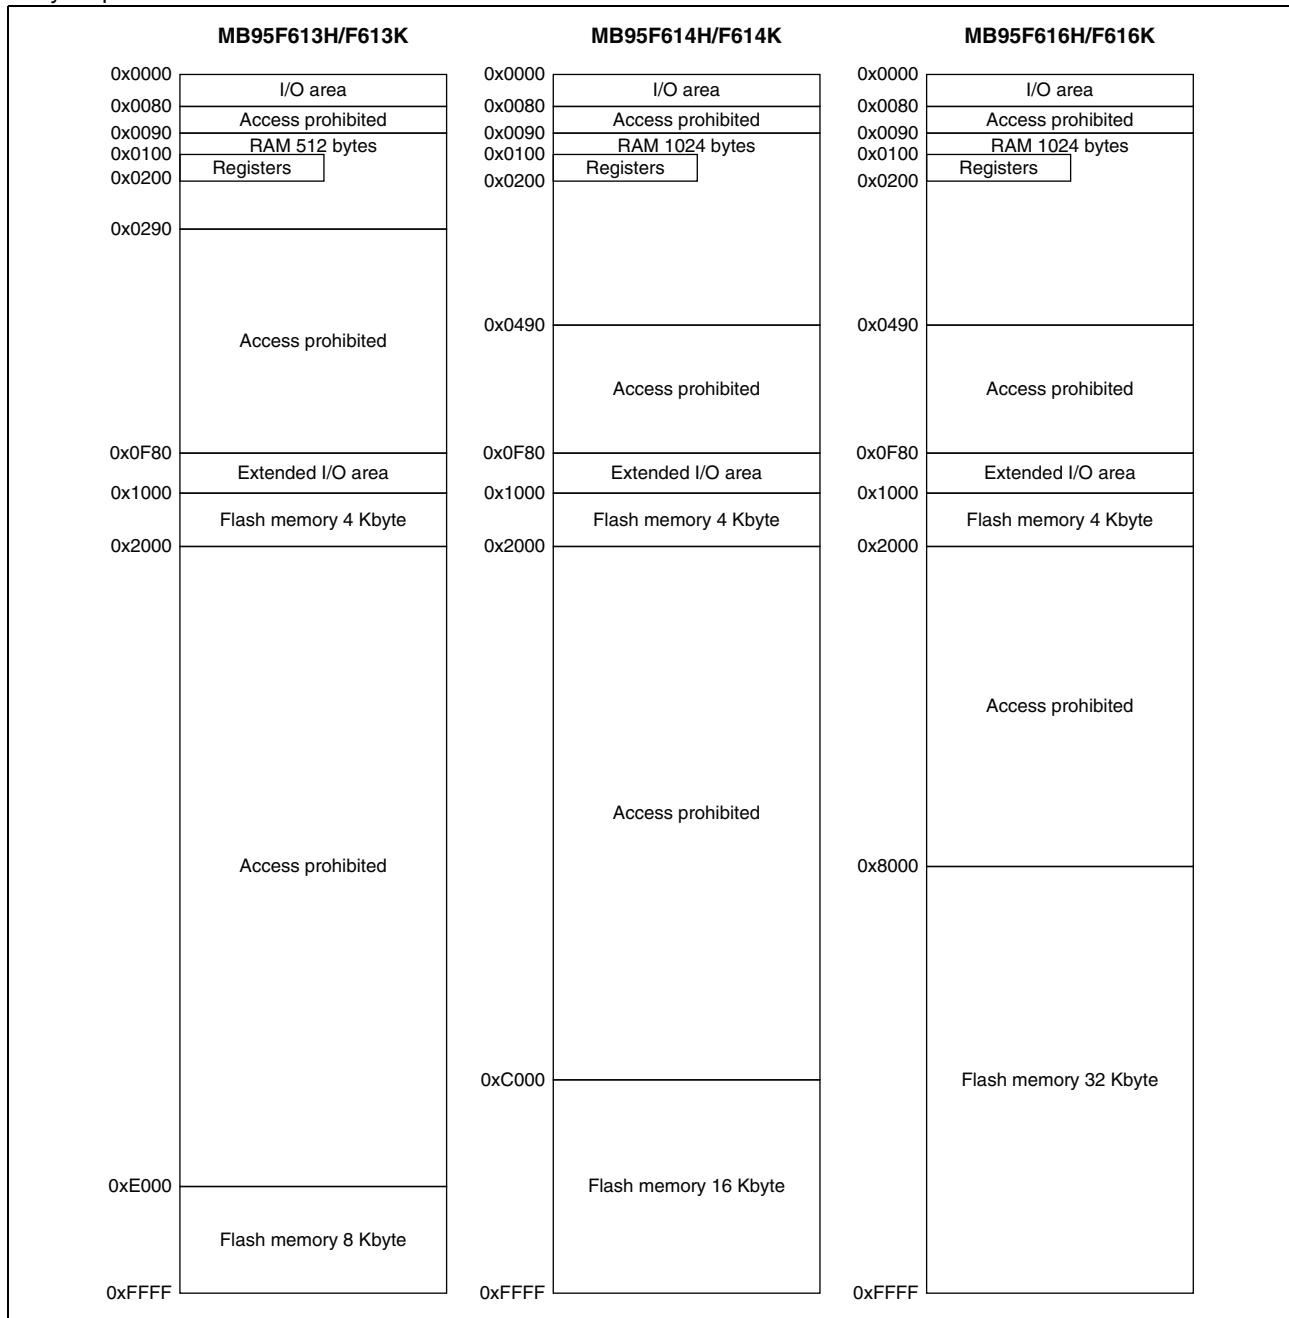 MB95F613H/F613K
0x0000
I/O area
0x0080
Access prohibited
0x0090
RAM 512 bytes
0x0100
Registers
0x0200
0x0290
Access prohibited
0x0F80
Extended I/O area
0x1000
Flash memory 4 Kbyte
0x2000
Access prohibited
0xE000
Flash memory 8 Kbyte
0xFFFF
MB95F614H/F614K
0x0000
I/O area
0x0080
Access prohibited
0x0090
RAM 1024 bytes
0x0100
Registers
0x0200
0x0490
Access prohibited
0x0F80
Extended I/O area
0x1000
Flash memory 4 Kbyte
0x2000
Access prohibited
0xC000
Flash memory 16 Kbyte
0xFFFF
MB95F616H/F616K
0x0000
I/O area
0x0080
Access prohibited
0x0090
RAM 1024 bytes
0x0100
Registers
0x0200
0x0490
Access prohibited
0x0F80
Extended I/O area
0x1000
Flash memory 4 Kbyte
0x2000
Access prohibited
0x8000
Flash memory 32 Kbyte
0xFFFF